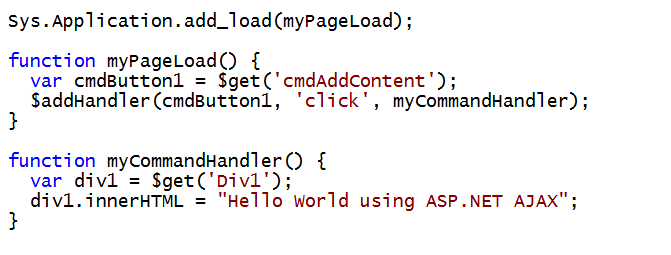 Sys.Application.add_load(myPageLoad);

function myPageLoad() {
  var cmdButton1 = $get('cmdAddContent');
  $addHandler(cmdButton1, 'click', myCommandHandler);
}

function myCommandHandler() {
  var div1 = $get('Div1');
  div1.innerHTML = "Hello World using ASP.NET AJAX";
}